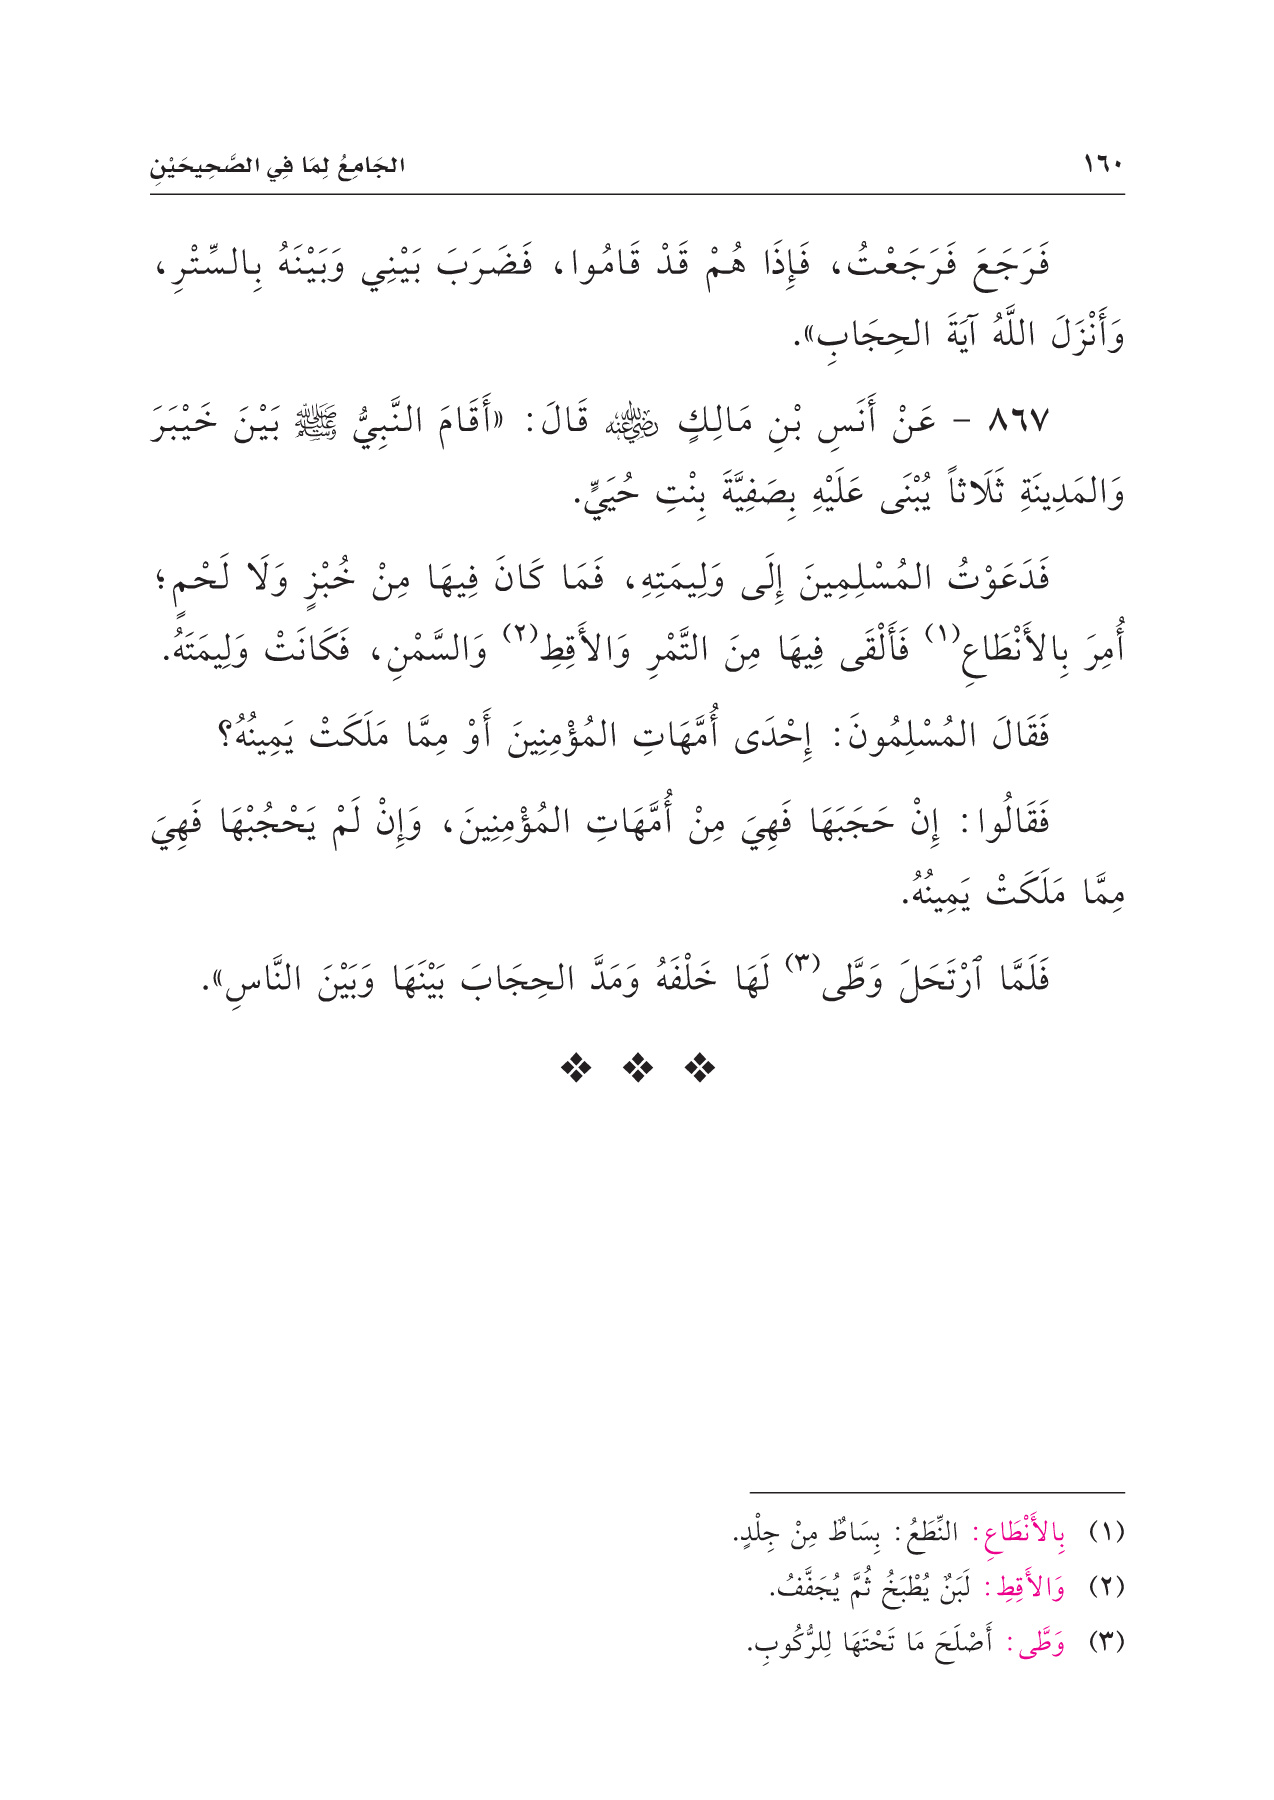 ١٦٠ الجَامِعُ لِمَا فِي الصَّحِيحَيْنِ
فَرَجَعَ فَرَجَعْتُ، فَإِذَا هُمْ قَدْ قَامُوا، فَضَرَبَ بَيْنِي وَبَيْنَهُ بِالسِّتْرِ،
وَأَنْزَلَ اللَّهُ آيَةَ الحِجَابِ».
٨٦٧ - عَنْ أَنَسِ بْنِ مَالِكٍ رضي الله عنه قَالَ: «أَقَامَ النَّبِيُّ ﷺ بَيْنَ خَيْبَرَ
وَالمَدِينَةِ ثَلَاثاً يُبْنَى عَلَيْهِ بِصَفِيَّةَ بِنْتِ حُيَيٍّ.
فَدَعَوْتُ المُسْلِمِينَ إِلَى وَلِيمَتِهِ، فَمَا كَانَ فِيهَا مِنْ خُبْزٍ وَلَا لَحْمٍ؛
أُمِرَ بِالأَنْطَاعِ(١) فَأَلْقَى فِيهَا مِنَ التَّمْرِ وَالأَقِطِ(٢) وَالسَّمْنِ، فَكَانَتْ وَلِيمَتَهُ.
فَقَالَ المُسْلِمُونَ: إِحْدَى أُمَّهَاتِ المُؤْمِنِينَ أَوْ مِمَّا مَلَكَتْ يَمِينُهُ؟
فَقَالُوا: إِنْ حَجَبَهَا فَهِيَ مِنْ أُمَّهَاتِ المُؤْمِنِينَ، وَإِنْ لَمْ يَحْجُبْهَا فَهِيَ
مِمَّا مَلَكَتْ يَمِينُهُ.
فَلَمَّا ٱرْتَحَلَ وَطَّى(٣) لَهَا خَلْفَهُ وَمَدَّ الحِجَابَ بَيْنَهَا وَبَيْنَ النَّاسِ».
❖ ❖ ❖
(١) بِالأَنْطَاعِ: النِّطَعُ: بِسَاطٌ مِنْ جِلْدٍ.
(٢) وَالأَقِطِ: لَبَنٌ يُطْبَخُ ثُمَّ يُجَفَّفُ.
(٣) وَطَّى: أَصْلَحَ مَا تَحْتَهَا لِلرُّكُوبِ.